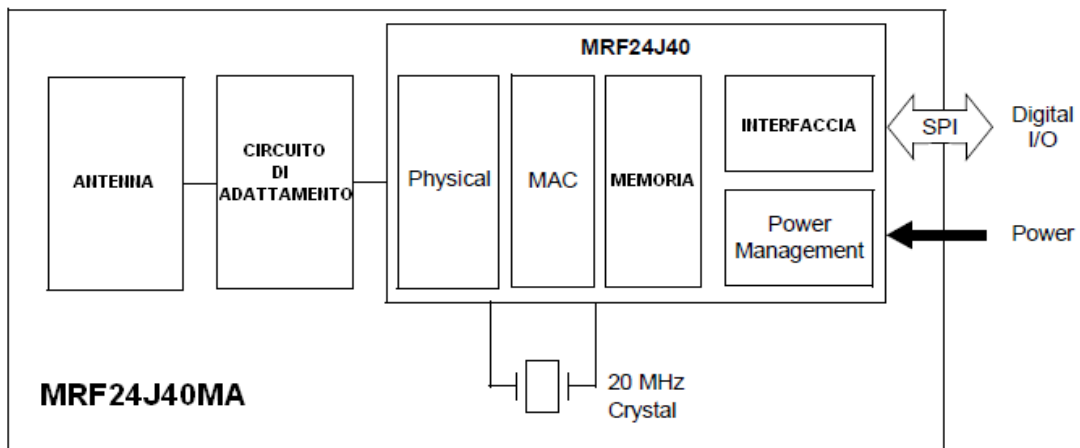 MRF24J40
ANTENNA
CIRCUITO
DI
ADATTAMENTO
Physical
MAC
MEMORIA
INTERFACCIA
Power
Management
SPI
Digital
I/O
Power
20 MHz
Crystal
MRF24J40MA